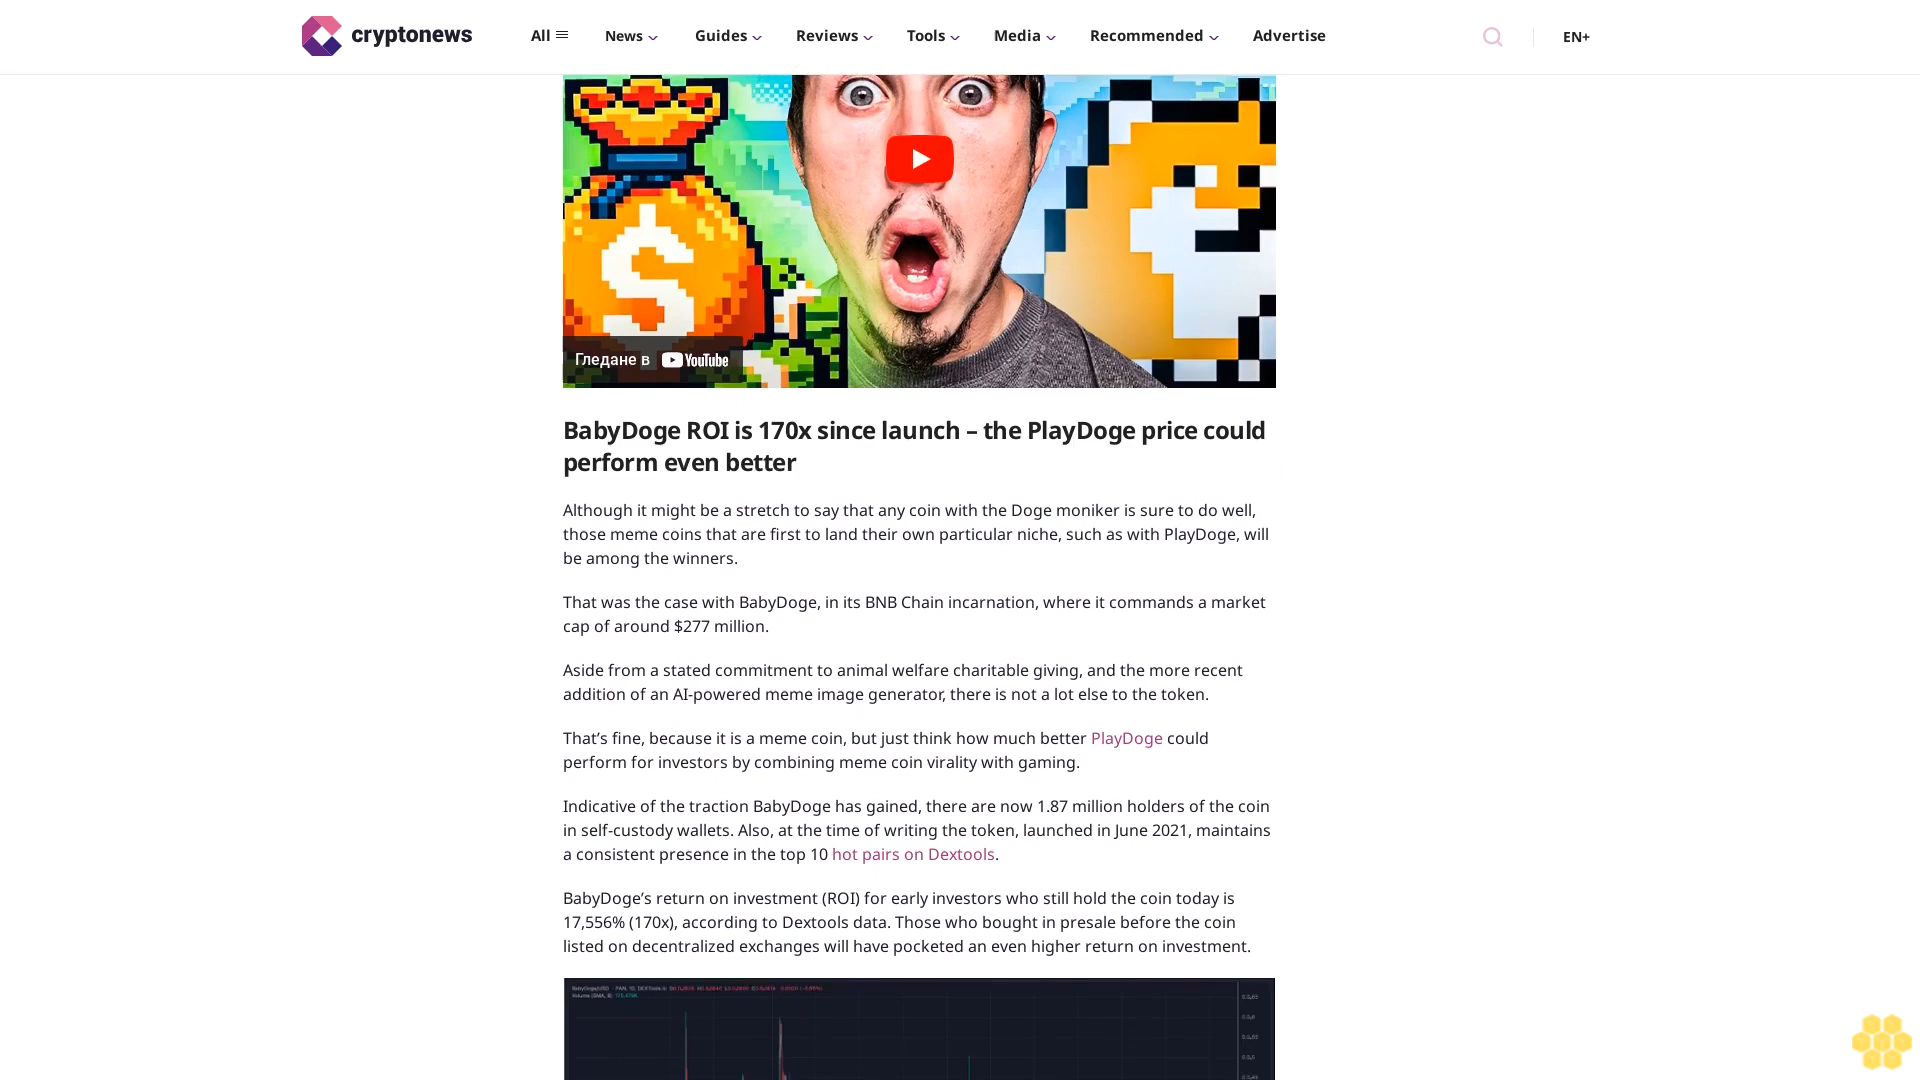 cryptonews
All
News
Guides
Reviews
Tools
Media
Recommended
Advertise
EN+
$
Гледане в YouTube
BabyDoge ROI is 170x since launch – the PlayDoge price could
perform even better
Although it might be a stretch to say that any coin with the Doge moniker is sure to do well,
those meme coins that are first to land their own particular niche, such as with PlayDoge, will
be among the winners.
That was the case with BabyDoge, in its BNB Chain incarnation, where it commands a market
cap of around $277 million.
Aside from a stated commitment to animal welfare charitable giving, and the more recent
addition of an AI-powered meme image generator, there is not a lot else to the token.
That’s fine, because it is a meme coin, but just think how much better PlayDoge could
perform for investors by combining meme coin virality with gaming.
Indicative of the traction BabyDoge has gained, there are now 1.87 million holders of the coin
in self-custody wallets. Also, at the time of writing the token, launched in June 2021, maintains
a consistent presence in the top 10 hot pairs on Dextools.
BabyDoge’s return on investment (ROI) for early investors who still hold the coin today is
17,556% (170x), according to Dextools data. Those who bought in presale before the coin
listed on decentralized exchanges will have pocketed an even higher return on investment.